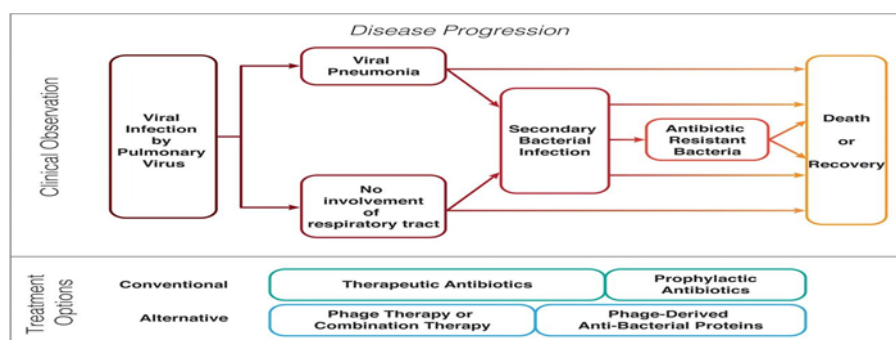 Disease Progression
Clinical Observation
Viral
Infection
by
Pulmonary
Virus
Viral
Pneumonia
No
involvement
of
respiratory tract
Secondary
Bacterial
Infection
Antibiotic
Resistant
Bacteria
Death
or
Recovery
Treatment
Options
Conventional
Therapeutic Antibiotics
Prophylactic
Antibiotics
Alternative
Phage Therapy or
Combination Therapy
Phage-Derived
Anti-Bacterial Proteins